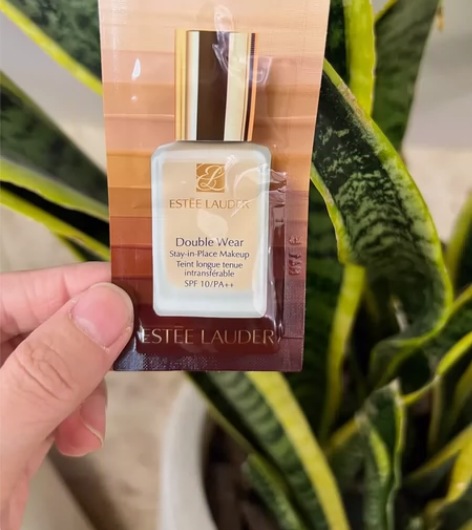 ESTĒE LAUDER
Double Wear
Stay-in-Place Makeup
Teint longue tenue
intransférable
SPF 10/PA++
ESTĒE LAUDER